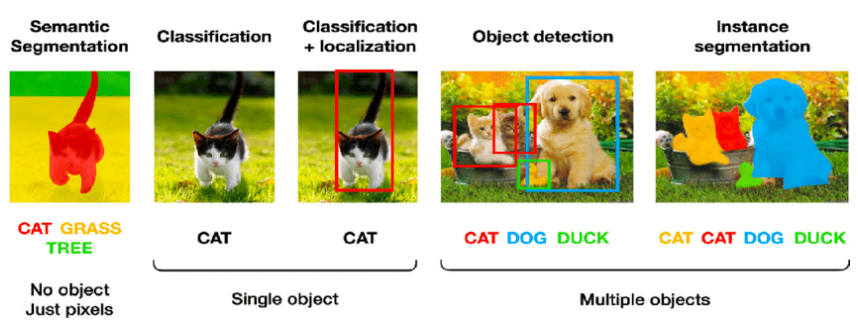 Semantic
Segmentation
Classification
Classification
+ localization
Object detection
Instance
segmentation
CAT GRASS
TREE
CAT
CAT
CAT DOG DUCK
CAT CAT DOG DUCK
No object
Just pixels
Single object
Multiple objects